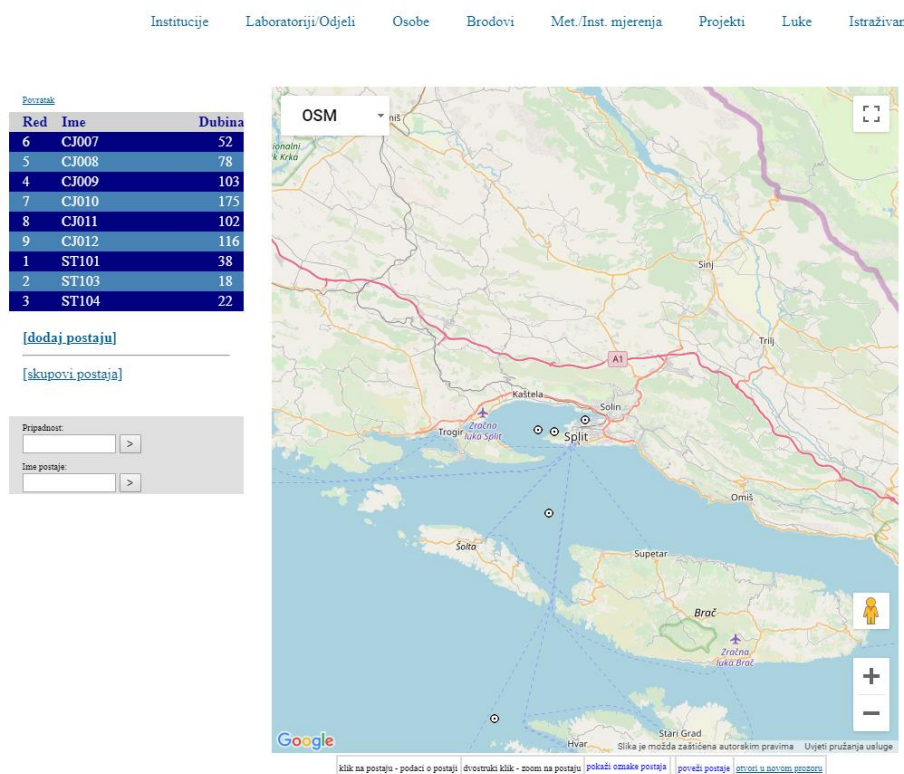 Institucije Laboratoriji/Odjeli Osobe Brodovi Met./Inst. mjerenja Projekti Luke Istraživan
Povratak
Red Ime Dubina
6 CJ007 52
5 CJ008 78
4 CJ009 103
7 CJ010 175
8 CJ011 102
9 CJ012 116
1 ST101 38
2 ST103 18
3 ST104 22
[dodaj postaju]
[skupovi postaja]
Pripadnost:
>
Ime postaje:
>
OSM
niš
ionalni
k Krka
Sinj
Trilj
A1
Kaštela
Solin
Trogir
Zračna
luka Split
Split
Omiš
Šolta
Supetar
Brač
Zračna
luka Brač
Stari Grad
Hvar
Google
Slika je možda zaštićena autorskim pravima Uvjeti pružanja usluge
klik na postaju - podaci o postaji dvostruki klik - zoom na postaju pokaži oznake postaja poveži postaje otvori u novom prozoru